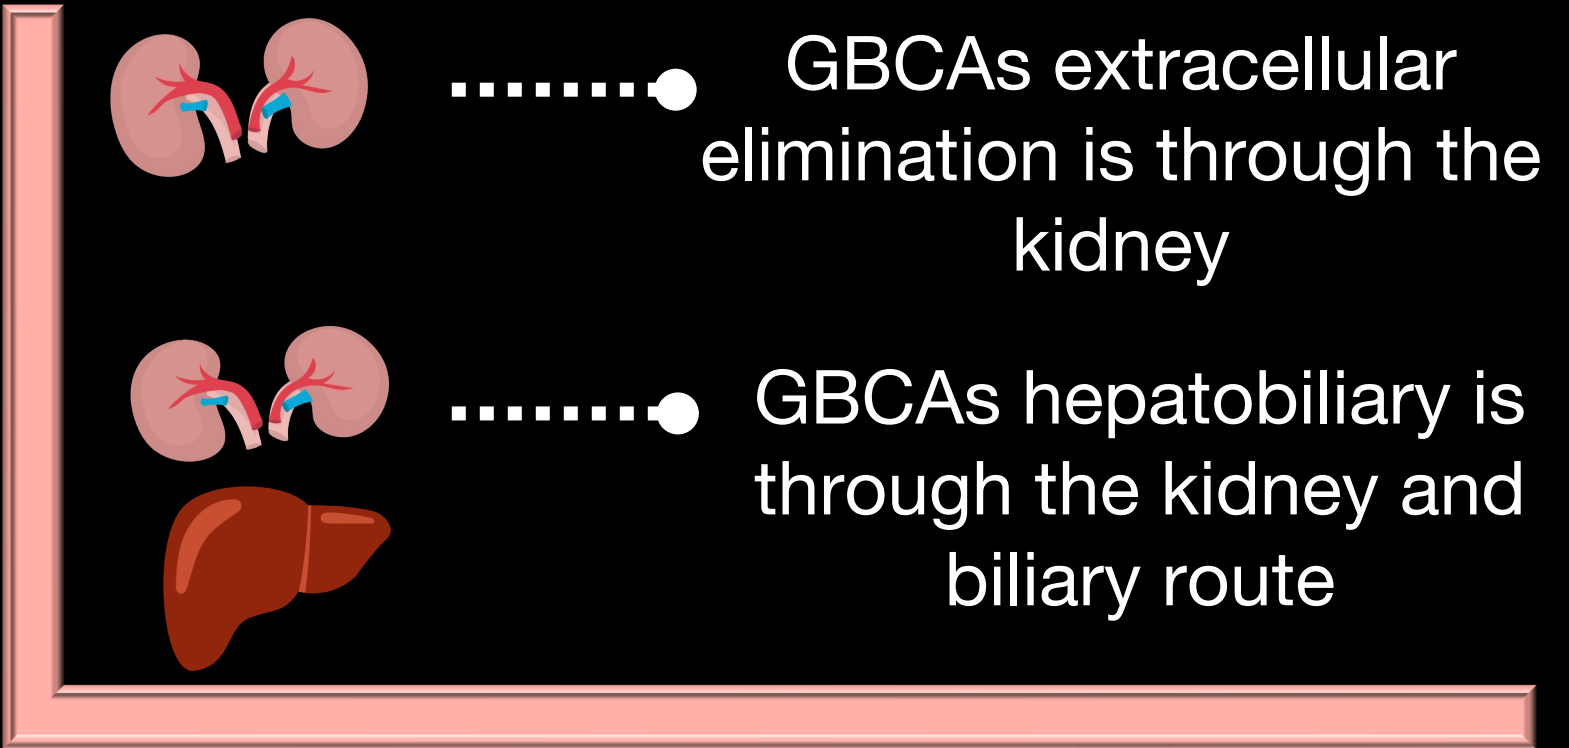 GBCAs extracellular
elimination is through the
kidney
GBCAs hepatobiliary is
through the kidney and
biliary route